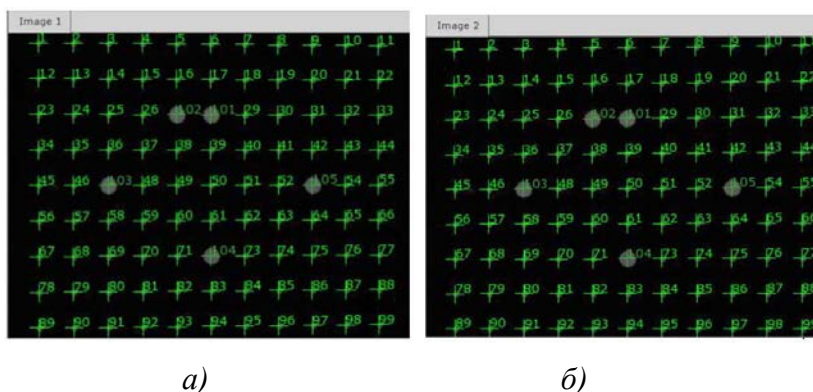 Image 1
1 2 3 4 5 6 7 8 9 10 11
12 13 14 15 16 17 18 19 20 21 22
23 24 25 26 102 101 29 30 31 32 33
34 35 36 37 38 39 40 41 42 43 44
45 46 103 48 49 50 51 52 105 54 55
56 57 58 59 60 61 62 63 64 65 66
67 68 69 70 71 104 73 74 75 76 77
78 79 80 81 82 83 84 85 86 87 88
89 90 91 92 93 94 95 96 97 98 99
а)
Image 2
1 2 3 4 5 6 7 8 9 10 11
12 13 14 15 16 17 18 19 20 21 22
23 24 25 26 102 101 29 30 31 32 33
34 35 36 37 38 39 40 41 42 43 44
45 46 103 48 49 50 51 52 105 54 55
56 57 58 59 60 61 62 63 64 65 66
67 68 69 70 71 104 73 74 75 76 77
78 79 80 81 82 83 84 85 86 87 88
89 90 91 92 93 94 95 96 97 98 99
б)